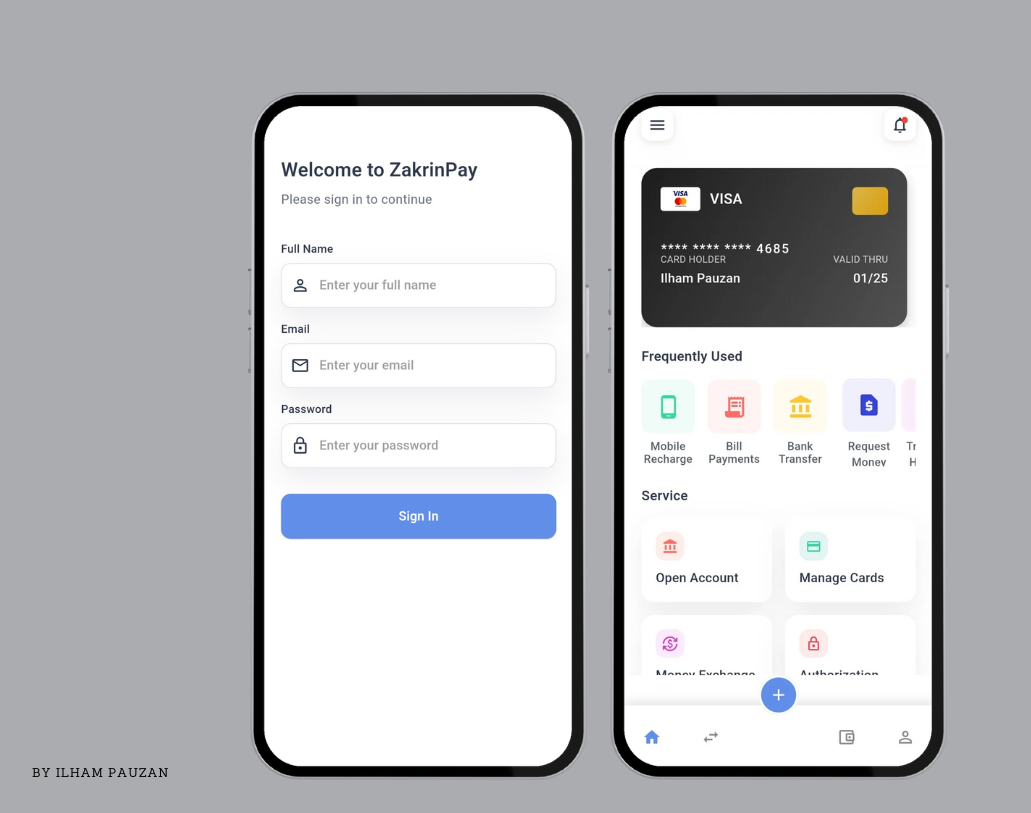 Welcome to ZakrinPay
Please sign in to continue
Full Name
Enter your full name
Email
Enter your email
Password
Enter your password
Sign In
VISA
VISA
**** **** **** 4685
CARD HOLDER
VALID THRU
Ilham Pauzan
01/25
Frequently Used
Mobile
Recharge
Bill
Payments
Bank
Transfer
Request
Money
Tr
H
Service
Open Account
Manage Cards
Money Exchange
Authorization
BY ILHAM PAUZAN